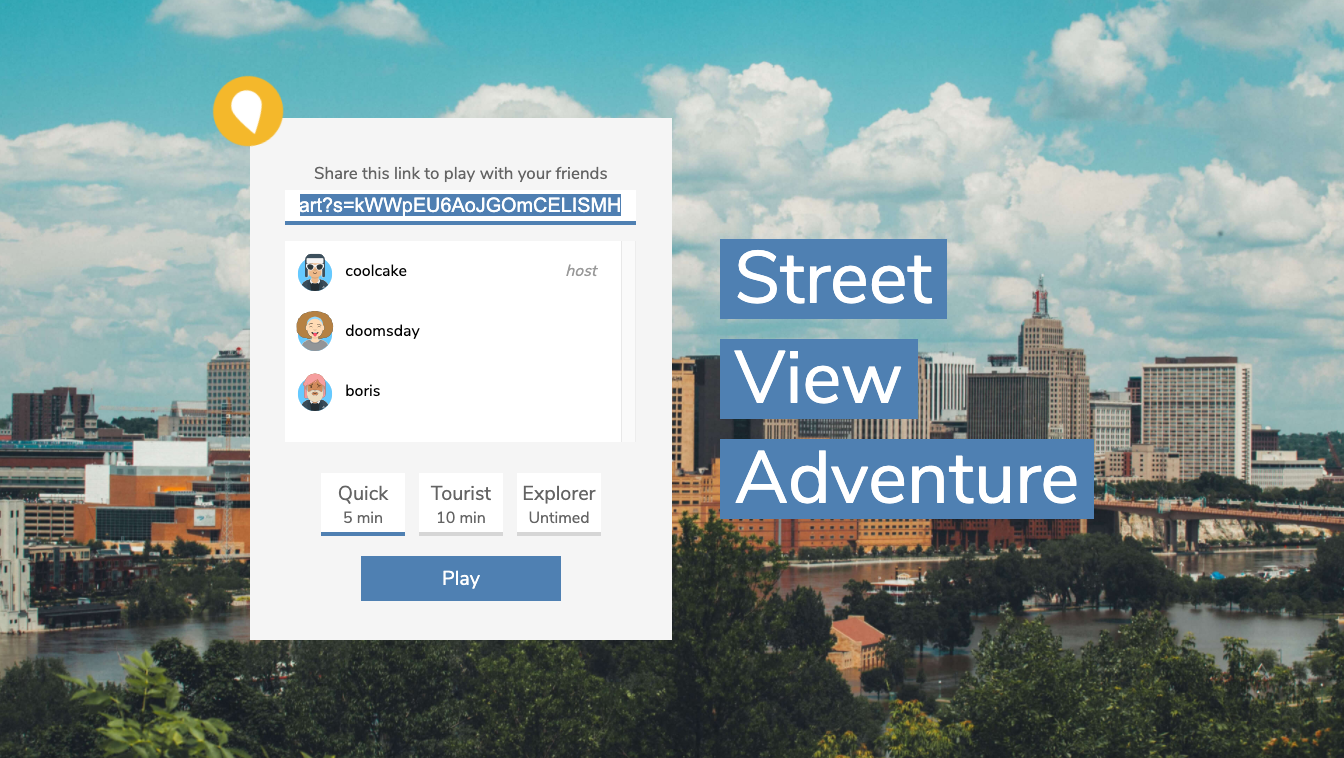 Share this link to play with your friends
art?s=kWWpEU6AoJGOmCELISMH
coolcake
host
doomsday
boris
Quick
5 min
Tourist
10 min
Explorer
Untimed
Play
Street
View
Adventure